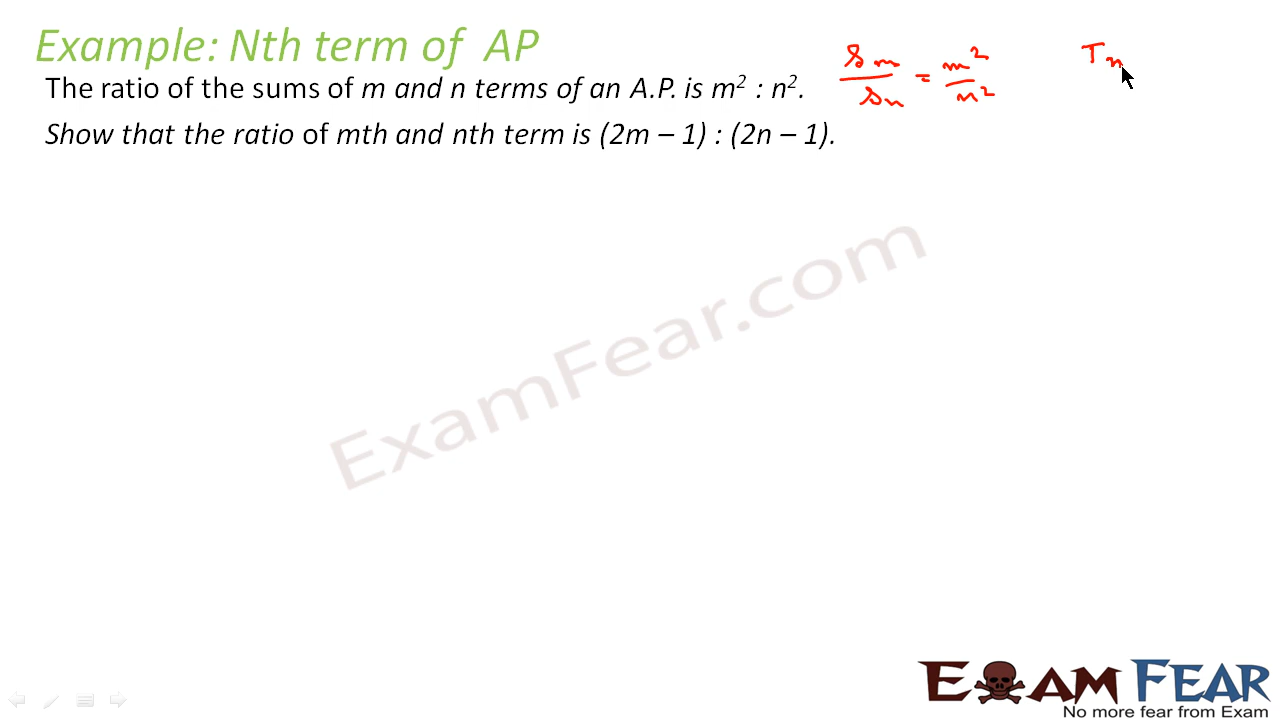 Example: Nth term of AP
The ratio of the sums of m and n terms of an A.P. is m² : n².
Show that the ratio of mth and nth term is (2m – 1) : (2n – 1).
Sm/Sn = m²/n²
Tn
ExamFear.com
EXAM FEAR
No more fear from Exam